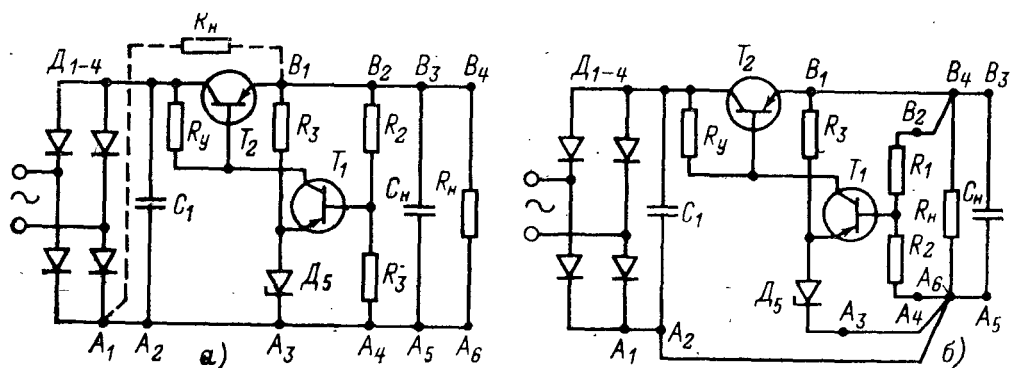 Rн
Д1-4 B1 B2 B3 B4
Rу T2 R3 R2
C1 T1 Cн Rн
~
Д5 R3
A1 A2 A3 A4 A5 A6
а)
T2
Д1-4 B1 B4 B3
Rу R3 B2
T1 R1
C1 Rн Cн
~
R2
Д5 A3 A4 A6 A5
A1 A2
б)